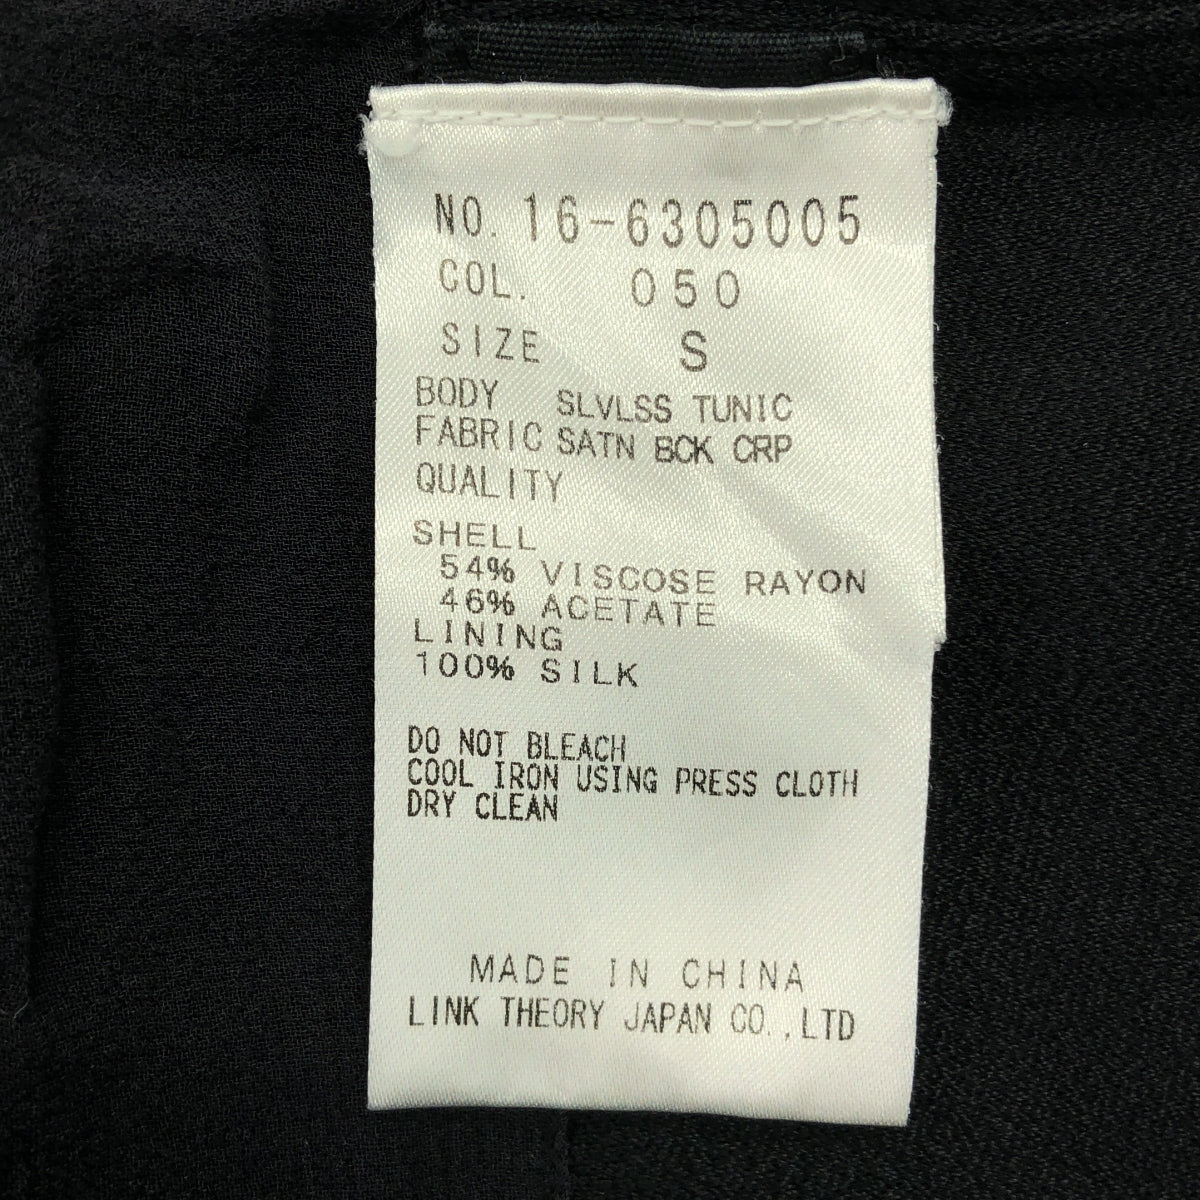 NO. 16-6305005
COL. 050
SIZE S
BODY SLVLSS TUNIC
FABRIC SATN BCK CRP
QUALITY
SHELL
54% VISCOSE RAYON
46% ACETATE
LINING
100% SILK
DO NOT BLEACH
COOL IRON USING PRESS CLOTH
DRY CLEAN
MADE IN CHINA
LINK THEORY JAPAN CO.,LTD